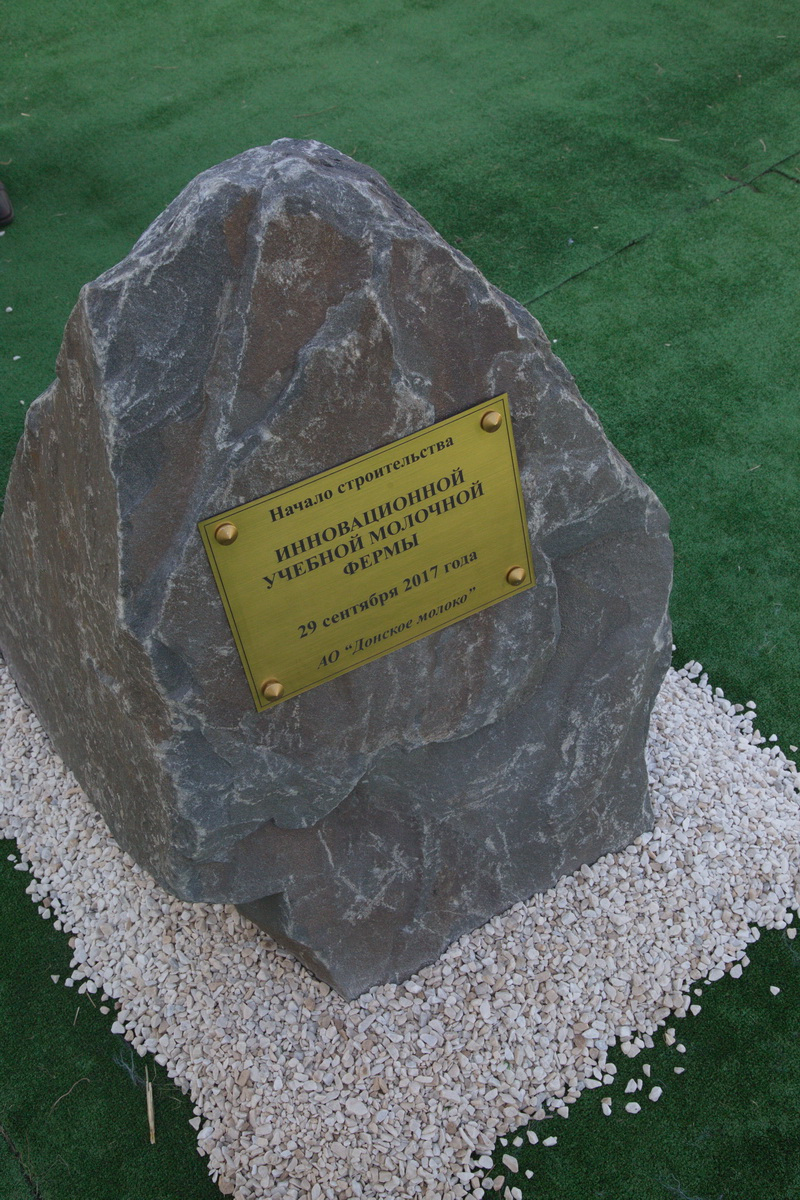 Начало строительства
ИННОВАЦИОННОЙ
УЧЕБНОЙ МОЛОЧНОЙ
ФЕРМЫ
29 сентября 2017 года
АО “Донское молоко”